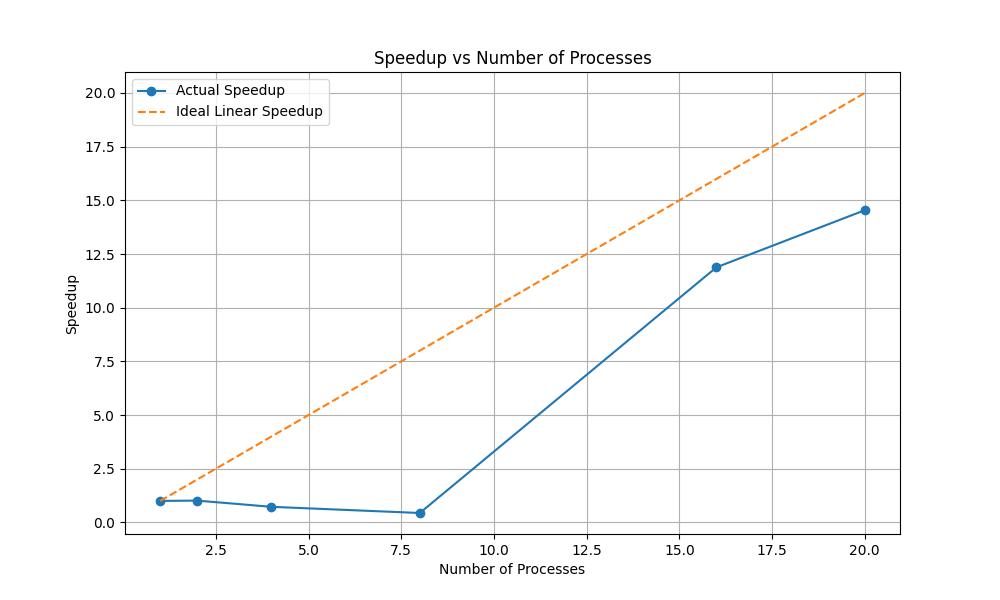 Speedup vs Number of Processes
Actual Speedup
Ideal Linear Speedup
20.0
17.5
15.0
12.5
10.0
7.5
5.0
2.5
0.0
Speedup
2.5 5.0 7.5 10.0 12.5 15.0 17.5 20.0
Number of Processes